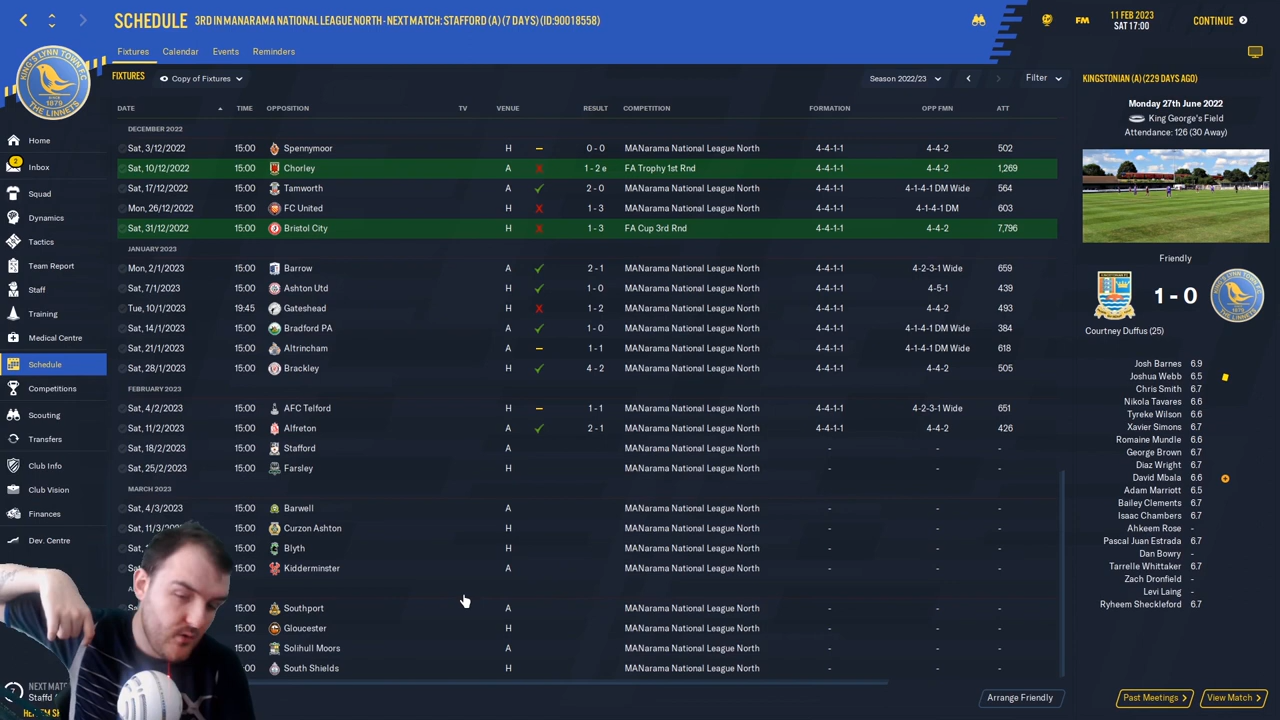 SCHEDULE 3RD IN MANARAMA NATIONAL LEAGUE NORTH - NEXT MATCH: STAFFORD (A) (7 DAYS) (ID:90018558)
FM 11 FEB 2023 SAT 17:00 CONTINUE
Fixtures Calendar Events Reminders
FIXTURES Copy of Fixtures Season 2022/23 Filter
DATE TIME OPPOSITION TV VENUE RESULT COMPETITION FORMATION OPP FMN ATT
DECEMBER 2022
Sat, 3/12/2022 15:00 Spennymoor H 0 - 0 MANarama National League North 4-4-1-1 4-4-2 502
Sat, 10/12/2022 15:00 Chorley A 1 - 2 e FA Trophy 1st Rnd 4-4-1-1 4-4-2 1,269
Sat, 17/12/2022 15:00 Tamworth A 2 - 0 MANarama National League North 4-4-1-1 4-1-4-1 DM Wide 564
Mon, 26/12/2022 15:00 FC United H 1 - 3 MANarama National League North 4-4-1-1 4-1-4-1 DM 603
Sat, 31/12/2022 15:00 Bristol City H 1 - 3 FA Cup 3rd Rnd 4-4-1-1 4-4-2 7,796
JANUARY 2023
Mon, 2/1/2023 15:00 Barrow A 2 - 1 MANarama National League North 4-4-1-1 4-2-3-1 Wide 659
Sat, 7/1/2023 15:00 Ashton Utd H 1 - 0 MANarama National League North 4-4-1-1 4-5-1 439
Tue, 10/1/2023 19:45 Gateshead H 1 - 2 MANarama National League North 4-4-1-1 4-4-2 493
Sat, 14/1/2023 15:00 Bradford PA A 1 - 0 MANarama National League North 4-4-1-1 4-1-4-1 DM Wide 384
Sat, 21/1/2023 15:00 Altrincham A 1 - 1 MANarama National League North 4-4-1-1 4-1-4-1 DM Wide 618
Sat, 28/1/2023 15:00 Brackley H 4 - 2 MANarama National League North 4-4-1-1 4-4-2 505
FEBRUARY 2023
Sat, 4/2/2023 15:00 AFC Telford H 1 - 1 MANarama National League North 4-4-1-1 4-2-3-1 Wide 651
Sat, 11/2/2023 15:00 Alfreton A 2 - 1 MANarama National League North 4-4-1-1 4-4-2 426
Sat, 18/2/2023 15:00 Stafford A MANarama National League North - - -
Sat, 25/2/2023 15:00 Farsley H MANarama National League North - - -
MARCH 2023
Sat, 4/3/2023 15:00 Barwell A MANarama National League North - - -
Sat, 11/3 15:00 Curzon Ashton H MANarama National League North - - -
15:00 Blyth H MANarama National League North - - -
15:00 Kidderminster A MANarama National League North - - -
15:00 Southport A MANarama National League North - - -
15:00 Gloucester H MANarama National League North - - -
15:00 Solihull Moors A MANarama National League North - - -
South Shields H MANarama National League North - - -
Arrange Friendly
KING'S LYNN TOWN F.C.
1879
THE LINNETS
Home
2 Inbox
Squad
Dynamics
Tactics
Team Report
Staff
Training
Medical Centre
Schedule
Competitions
Scouting
Transfers
Club Info
Club Vision
Finances
Dev. Centre
7 NEXT MATC
Staffd
KINGSTONIAN (A) (229 DAYS AGO)
Monday 27th June 2022
King George's Field
Attendance: 126 (30 Away)
Friendly
1 - 0
Courtney Duffus (25)
Josh Barnes 6.9
Joshua Webb 6.5
Chris Smith 6.7
Nikola Tavares 6.6
Tyreke Wilson 6.6
Xavier Simons 6.7
Romaine Mundle 6.6
George Brown 6.7
Diaz Wright 6.7
David Mbala 6.6
Adam Marriott 6.5
Bailey Clements 6.7
Isaac Chambers 6.7
Ahkeem Rose -
Pascal Juan Estrada 6.7
Dan Bowry -
Tarrelle Whittaker 6.7
Zach Dronfield -
Levi Laing -
Ryheem Sheckleford 6.7
Past Meetings View Match